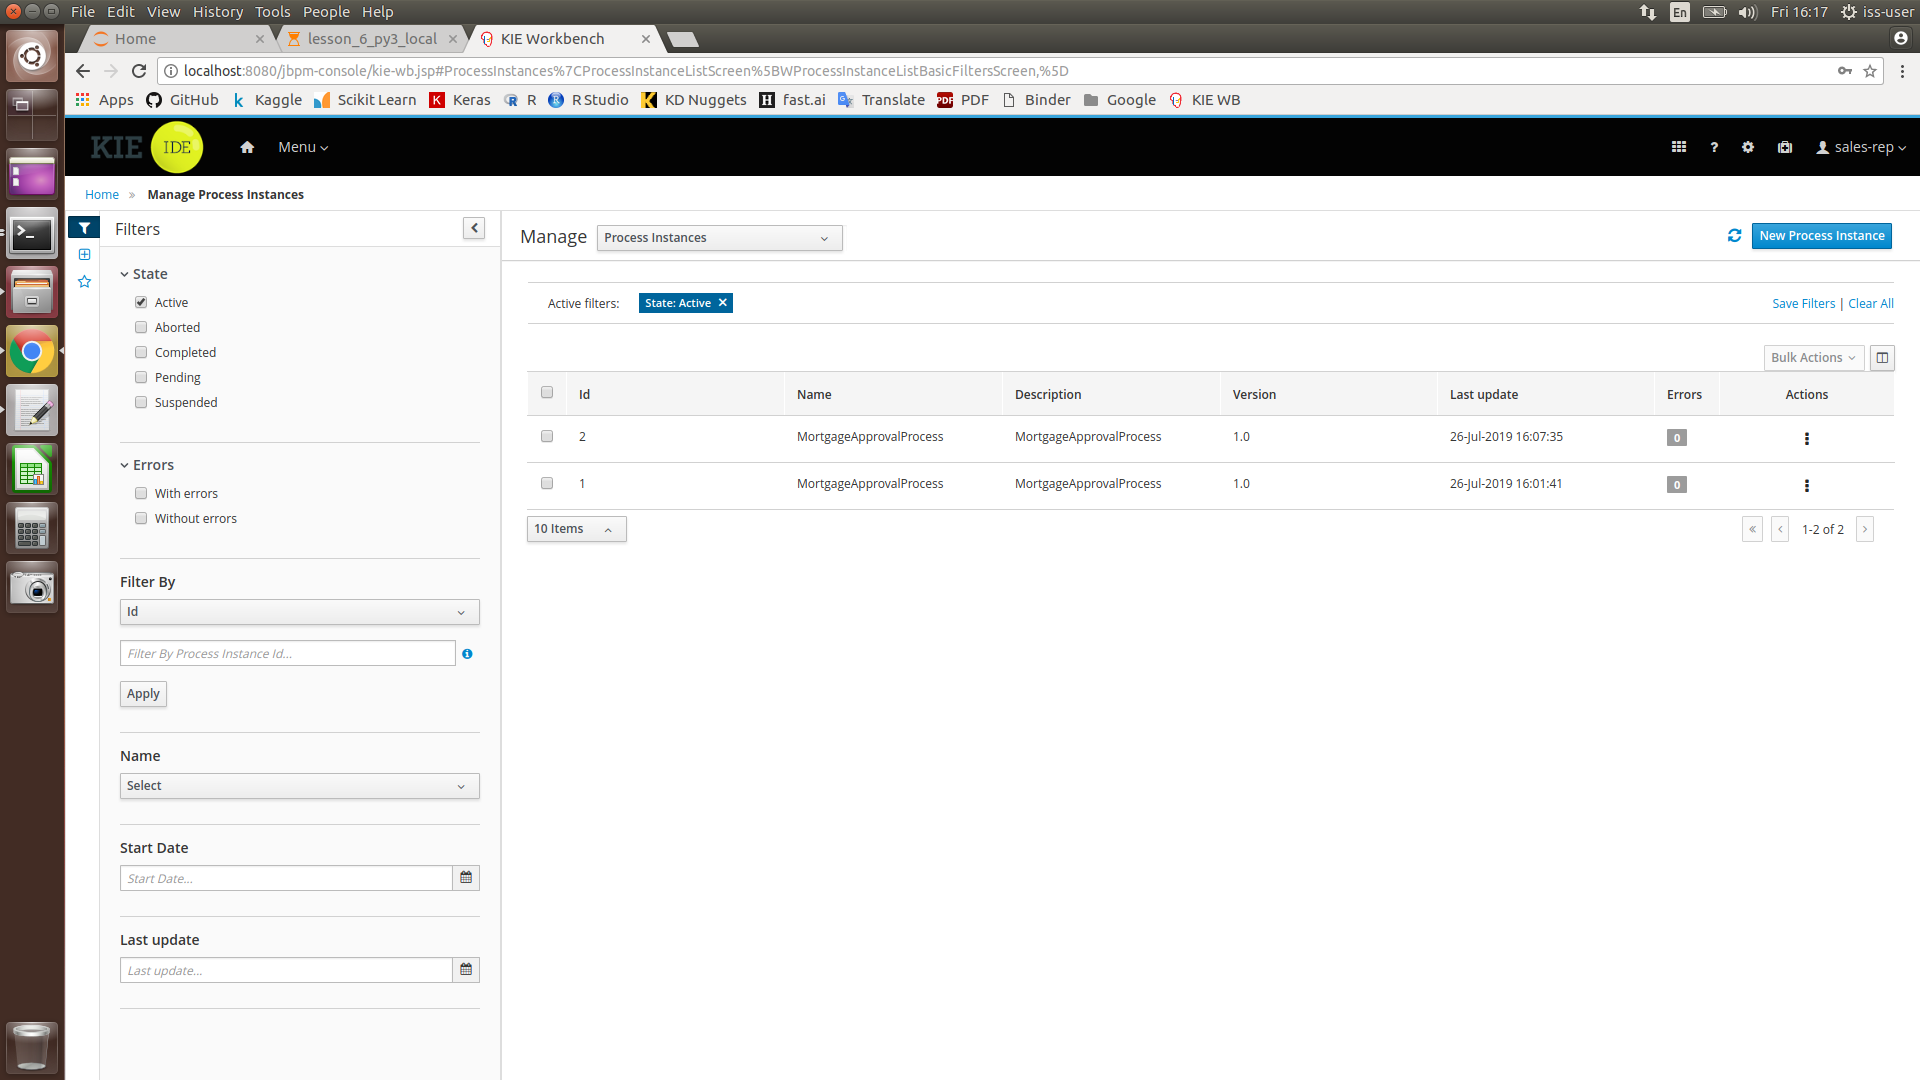 File Edit View History Tools People Help
En Fri 16:17 iss-user
Home lesson_6_py3_local KIE Workbench
localhost:8080/jbpm-console/kie-wb.jsp#ProcessInstances%7CProcessInstanceListScreen%5BWProcessInstanceListBasicFiltersScreen,%5D
Apps GitHub Kaggle Scikit Learn Keras R R Studio KD Nuggets fast.ai Translate PDF Binder Google KIE WB
KIE IDE Menu sales-rep
Home » Manage Process Instances
Filters
State
Active
Aborted
Completed
Pending
Suspended
Errors
With errors
Without errors
Filter By
Id
Filter By Process Instance Id...
Apply
Name
Select
Start Date
Start Date...
Last update
Last update...
Manage Process Instances New Process Instance
Active filters: State: Active Save Filters | Clear All
Bulk Actions
Id Name Description Version Last update Errors Actions
2 MortgageApprovalProcess MortgageApprovalProcess 1.0 26-Jul-2019 16:07:35 0
1 MortgageApprovalProcess MortgageApprovalProcess 1.0 26-Jul-2019 16:01:41 0
10 Items 1-2 of 2